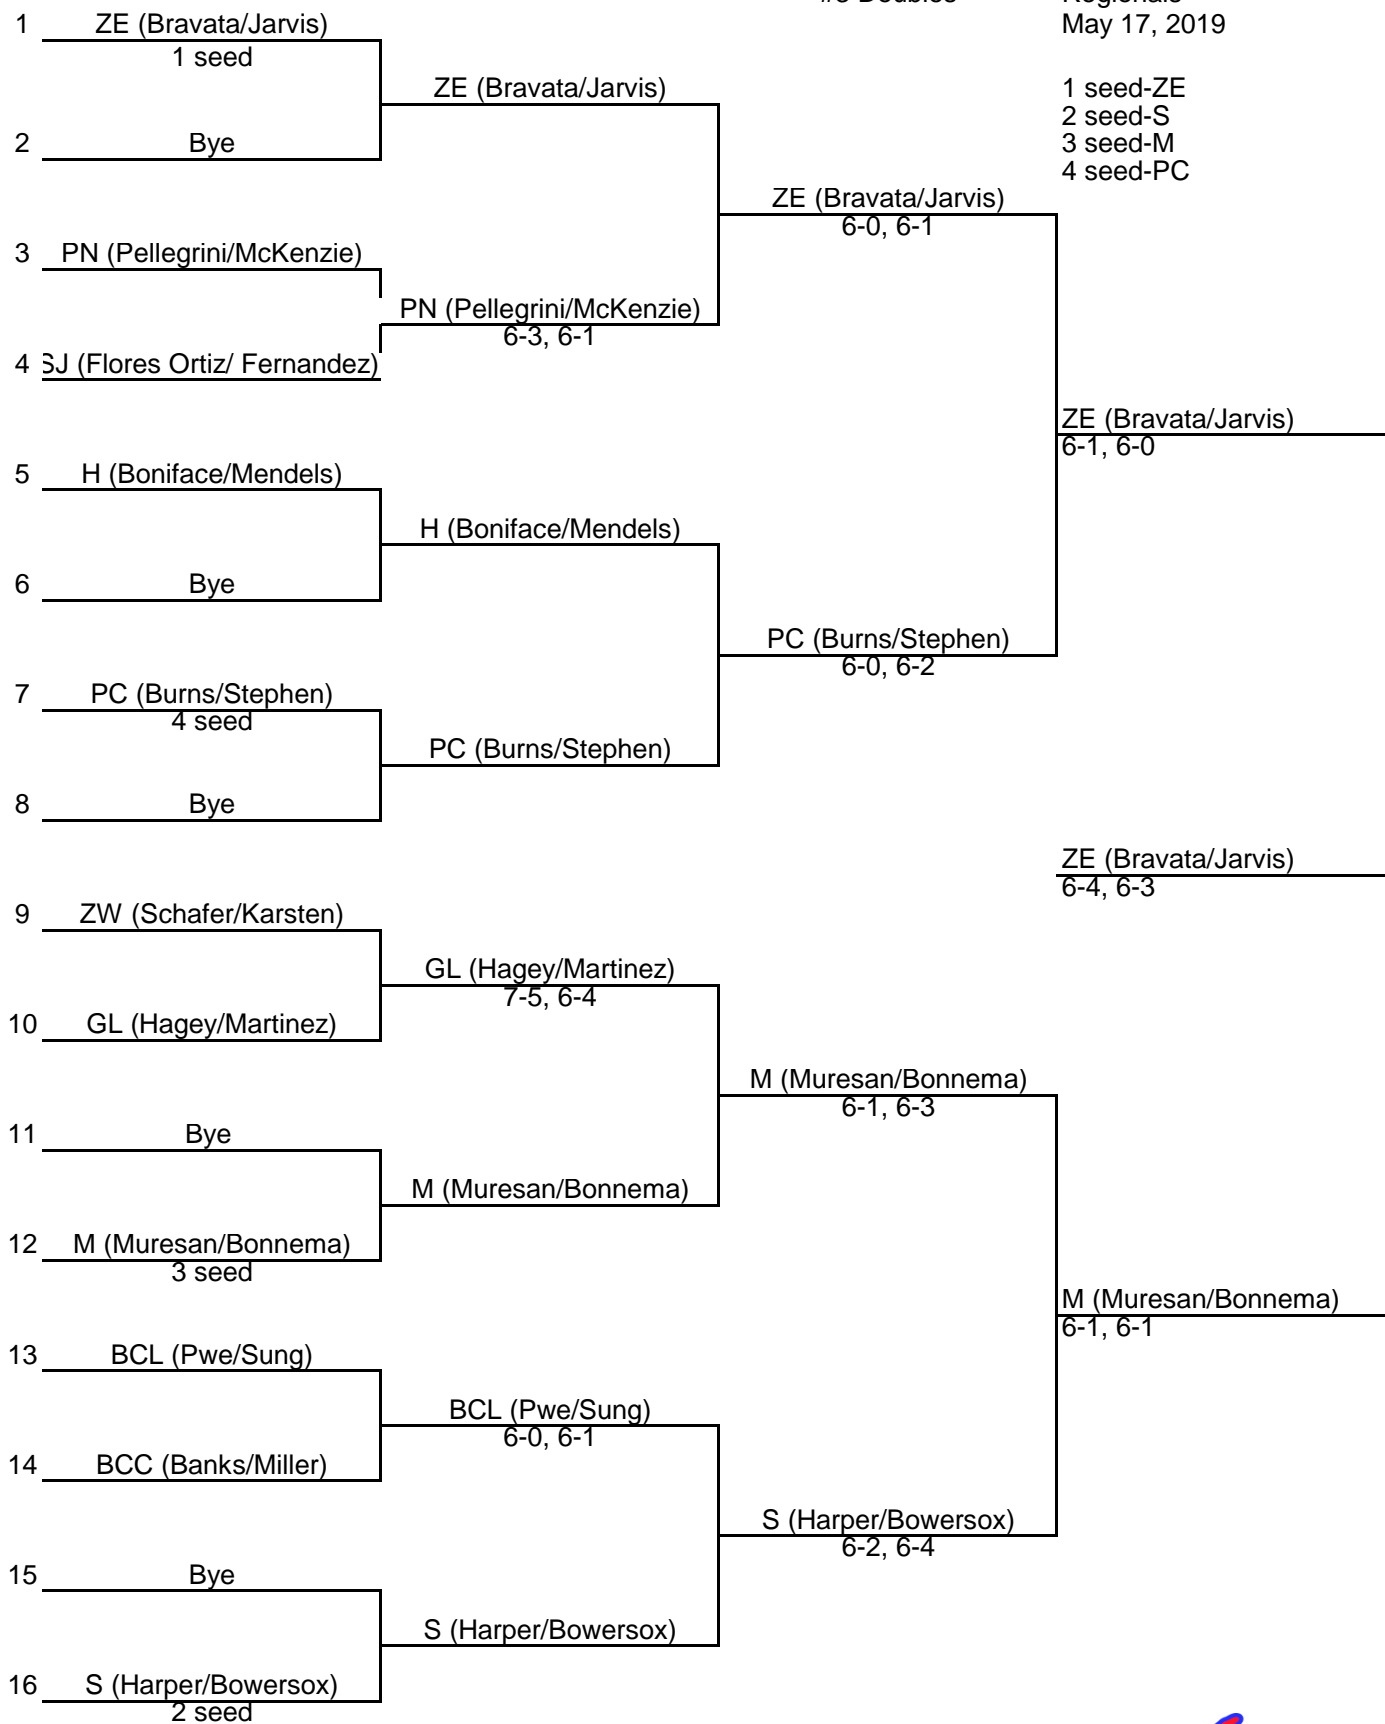 Regionals
May 17, 2019
1 seed-ZE
2 seed-S
3 seed-M
4 seed-PC
1 ZE (Bravata/Jarvis)
1 seed
ZE (Bravata/Jarvis)
2 Bye
ZE (Bravata/Jarvis)
6-0, 6-1
3 PN (Pellegrini/McKenzie)
PN (Pellegrini/McKenzie)
6-3, 6-1
4 SJ (Flores Ortiz/ Fernandez)
ZE (Bravata/Jarvis)
6-1, 6-0
5 H (Boniface/Mendels)
H (Boniface/Mendels)
6 Bye
PC (Burns/Stephen)
6-0, 6-2
7 PC (Burns/Stephen)
4 seed
PC (Burns/Stephen)
8 Bye
ZE (Bravata/Jarvis)
6-4, 6-3
9 ZW (Schafer/Karsten)
GL (Hagey/Martinez)
7-5, 6-4
10 GL (Hagey/Martinez)
M (Muresan/Bonnema)
6-1, 6-3
11 Bye
M (Muresan/Bonnema)
12 M (Muresan/Bonnema)
3 seed
M (Muresan/Bonnema)
6-1, 6-1
13 BCL (Pwe/Sung)
BCL (Pwe/Sung)
6-0, 6-1
14 BCC (Banks/Miller)
S (Harper/Bowersox)
6-2, 6-4
15 Bye
S (Harper/Bowersox)
16 S (Harper/Bowersox)
2 seed